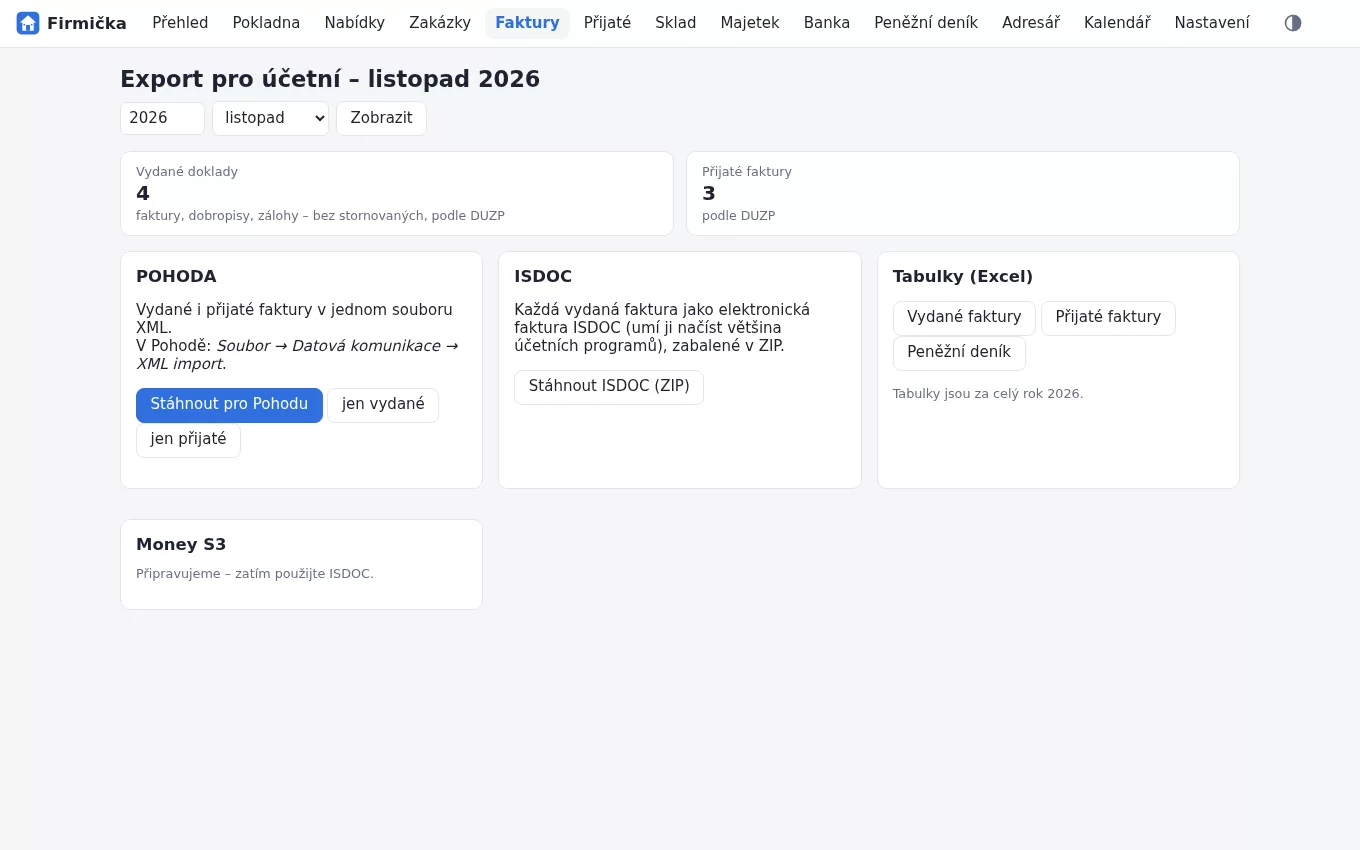 Firmička Přehled Pokladna Nabídky Zakázky Faktury Přijaté Sklad Majetek Banka Peněžní deník Adresář Kalendář Nastavení
Export pro účetní – listopad 2026
2026 listopad Zobrazit
Vydané doklady
4
faktury, dobropisy, zálohy – bez stornovaných, podle DUZP
Přijaté faktury
3
podle DUZP
POHODA
Vydané i přijaté faktury v jednom souboru
XML.
V Pohodě: Soubor → Datová komunikace →
XML import.
Stáhnout pro Pohodu jen vydané
jen přijaté
ISDOC
Každá vydaná faktura jako elektronická
faktura ISDOC (umí ji načíst většina
účetních programů), zabalené v ZIP.
Stáhnout ISDOC (ZIP)
Tabulky (Excel)
Vydané faktury Přijaté faktury
Peněžní deník
Tabulky jsou za celý rok 2026.
Money S3
Připravujeme – zatím použijte ISDOC.